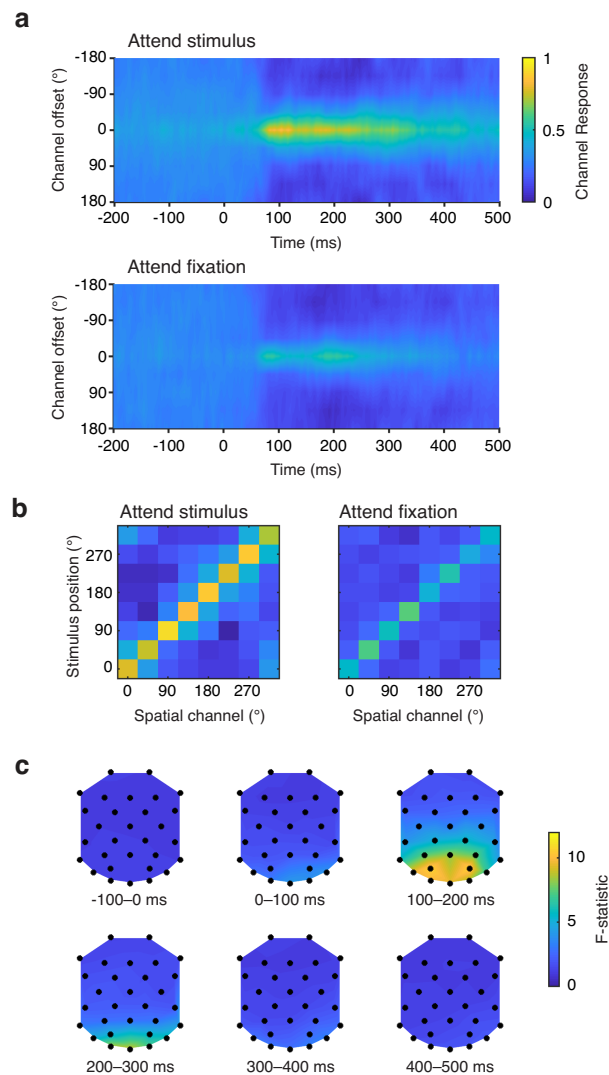 a
Attend stimulus
Channel offset (°)
-180
-90
0
90
180
-200 -100 0 100 200 300 400 500
Time (ms)
1
0.5
0
Channel Response
Attend fixation
Channel offset (°)
-180
-90
0
90
180
-200 -100 0 100 200 300 400 500
Time (ms)
b
Attend stimulus
Attend fixation
Stimulus position (°)
270
180
90
0
0 90 180 270
0 90 180 270
Spatial channel (°)
Spatial channel (°)
c
-100–0 ms
0–100 ms
100–200 ms
200–300 ms
300–400 ms
400–500 ms
10
5
0
F-statistic